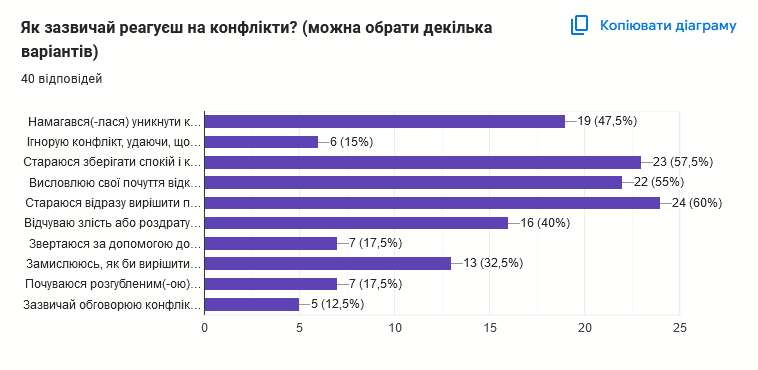 Як зазвичай реагуєш на конфлікти? (можна обрати декілька
варіантів)
Копіювати діаграму
40 відповідей
Намагався(-лася) уникнути к...
19 (47,5%)
Ігнорую конфлікт, удаючи, що...
6 (15%)
Стараюся зберігати спокій і к...
23 (57,5%)
Висловлюю свої почуття відк...
22 (55%)
Стараюся відразу вирішити п...
24 (60%)
Відчуваю злість або роздрату...
16 (40%)
Звертаюся за допомогою до...
7 (17,5%)
Замислююсь, як би вирішити...
13 (32,5%)
Почуваюся розгубленим(-ою)...
7 (17,5%)
Зазвичай обговорюю конфлік...
5 (12,5%)
0 5 10 15 20 25